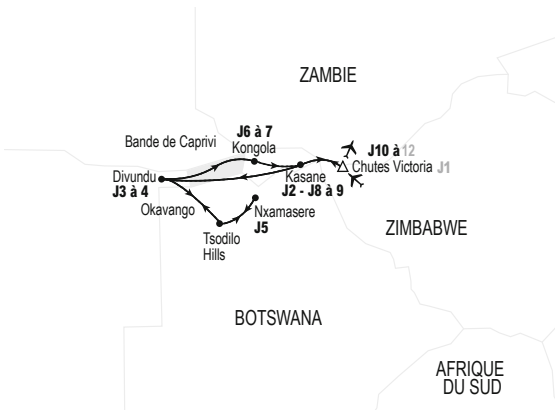 ZAMBIE
J6 à 7
Kongola
Bande de Caprivi
J10 à 12
Chutes Victoria J1
Divundu
J3 à 4
Kasane
J2 - J8 à 9
Okavango
Nxamasere
J5
Tsodilo
Hills
ZIMBABWE
BOTSWANA
AFRIQUE
DU SUD